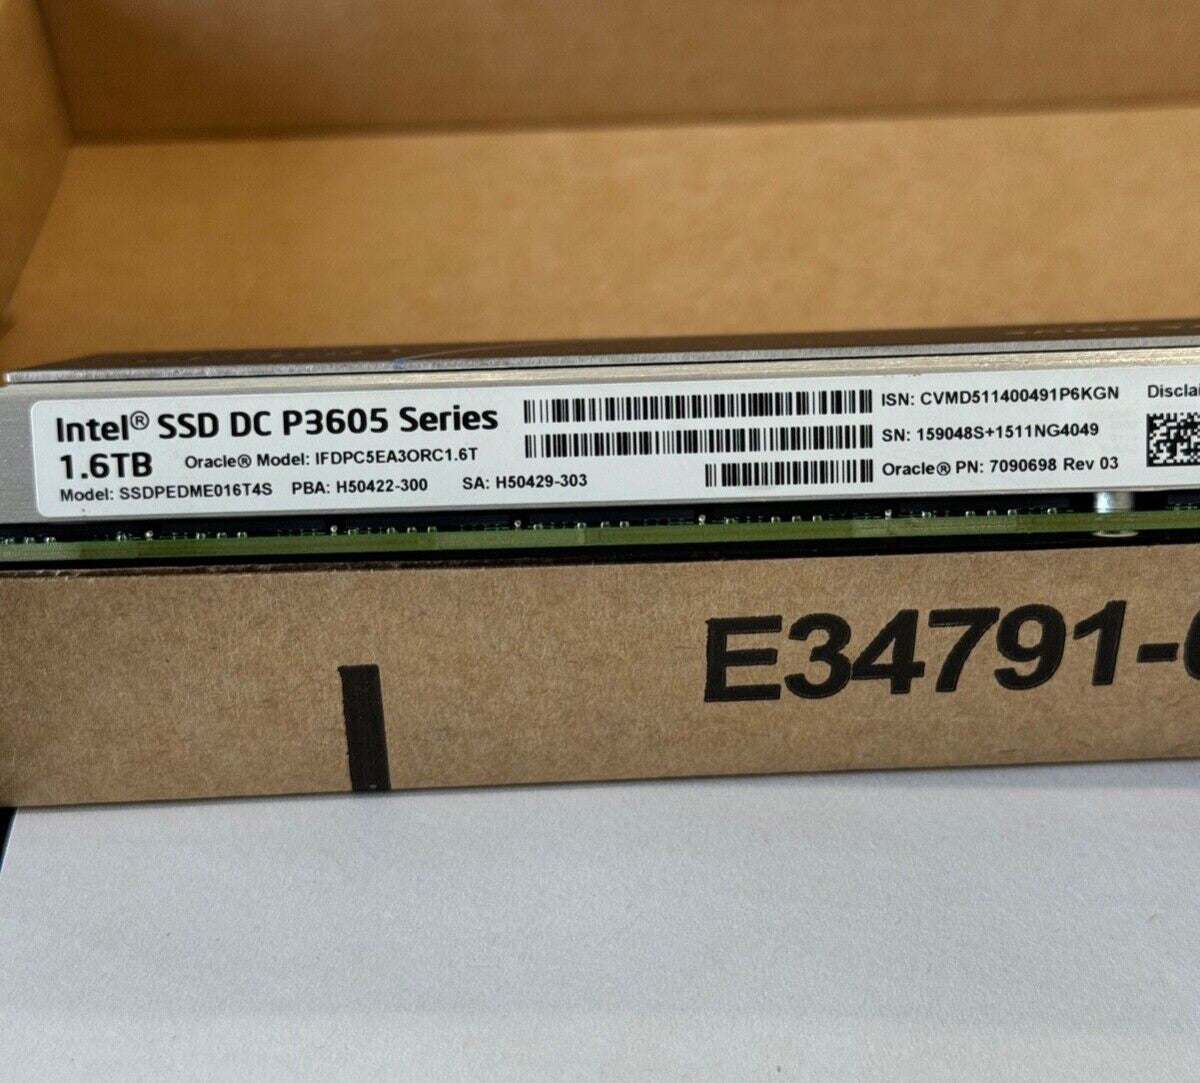 Intel® SSD DC P3605 Series
1.6TB Oracle® Model: IFDPC5EA3ORC1.6T
Model: SSDPEDME016T4S PBA: H50422-300 SA: H50429-303
ISN: CVMD511400491P6KGN
SN: 159048S+1511NG4049
Oracle® PN: 7090698 Rev 03
Disclai
E34791-